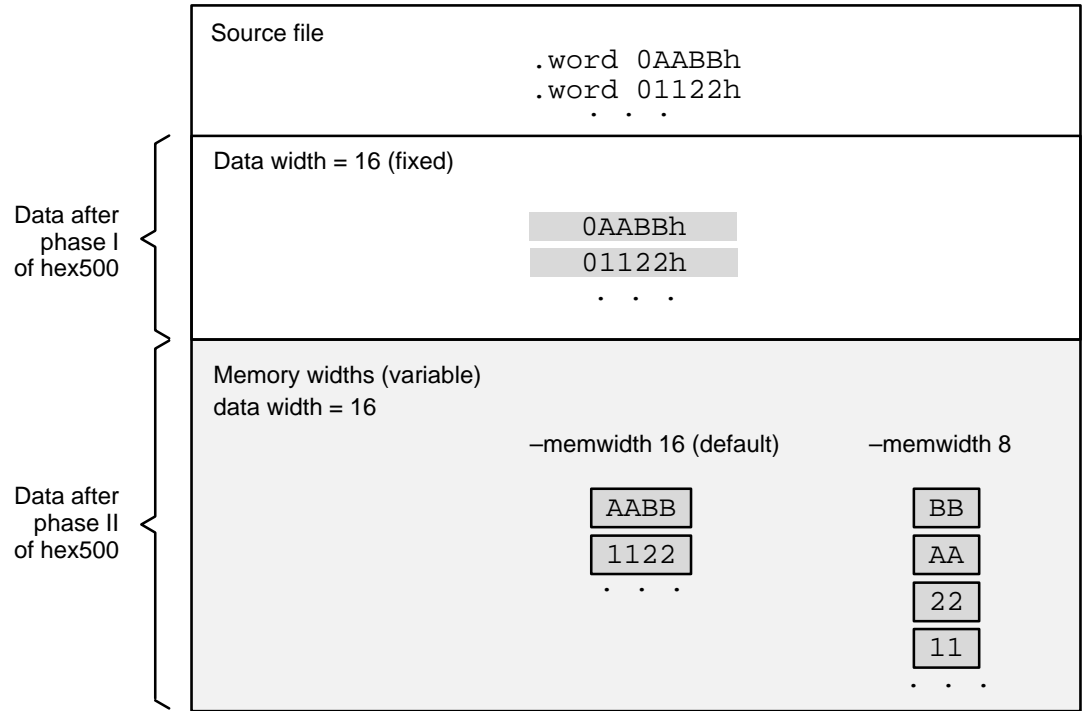 Source file
.word 0AABBh
.word 01122h
. . .
Data after
phase I
of hex500
Data width = 16 (fixed)
0AABBh
01122h
. . .
Data after
phase II
of hex500
Memory widths (variable)
data width = 16
–memwidth 16 (default)
AABB
1122
. . .
–memwidth 8
BB
AA
22
11
. . .